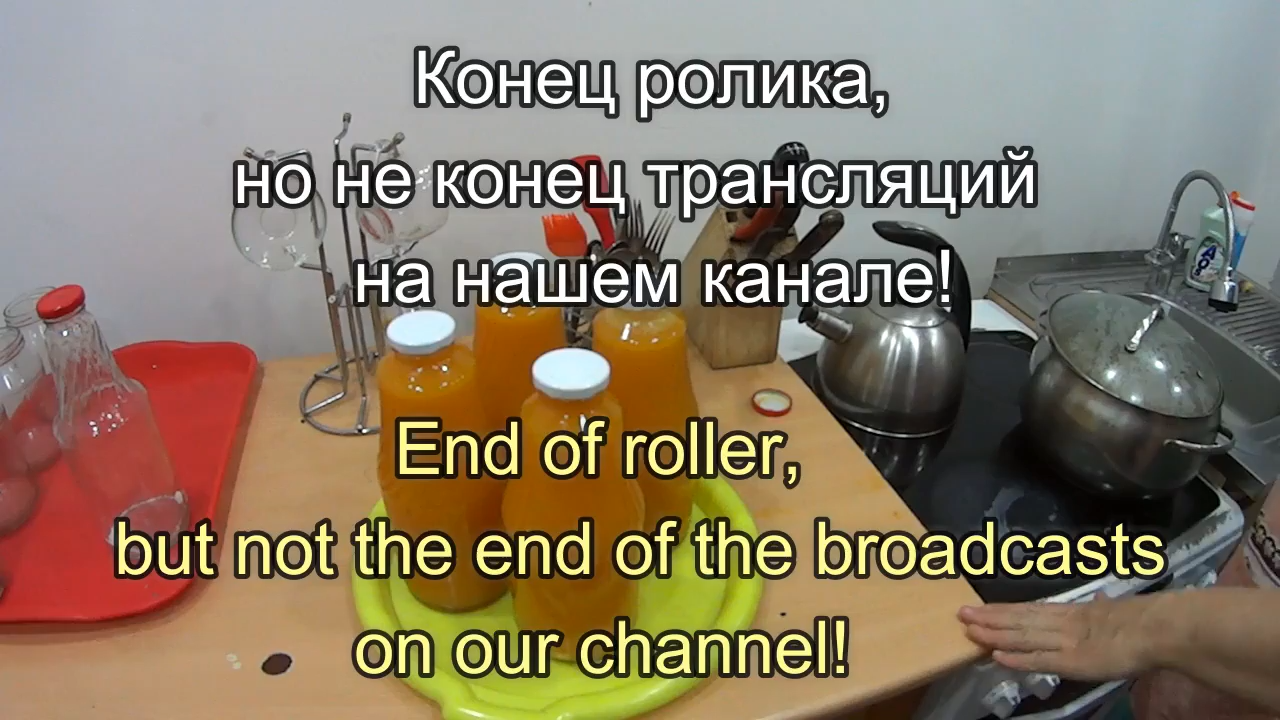 Конец ролика,
но не конец трансляций
на нашем канале!
End of roller,
but not the end of the broadcasts
on our channel!